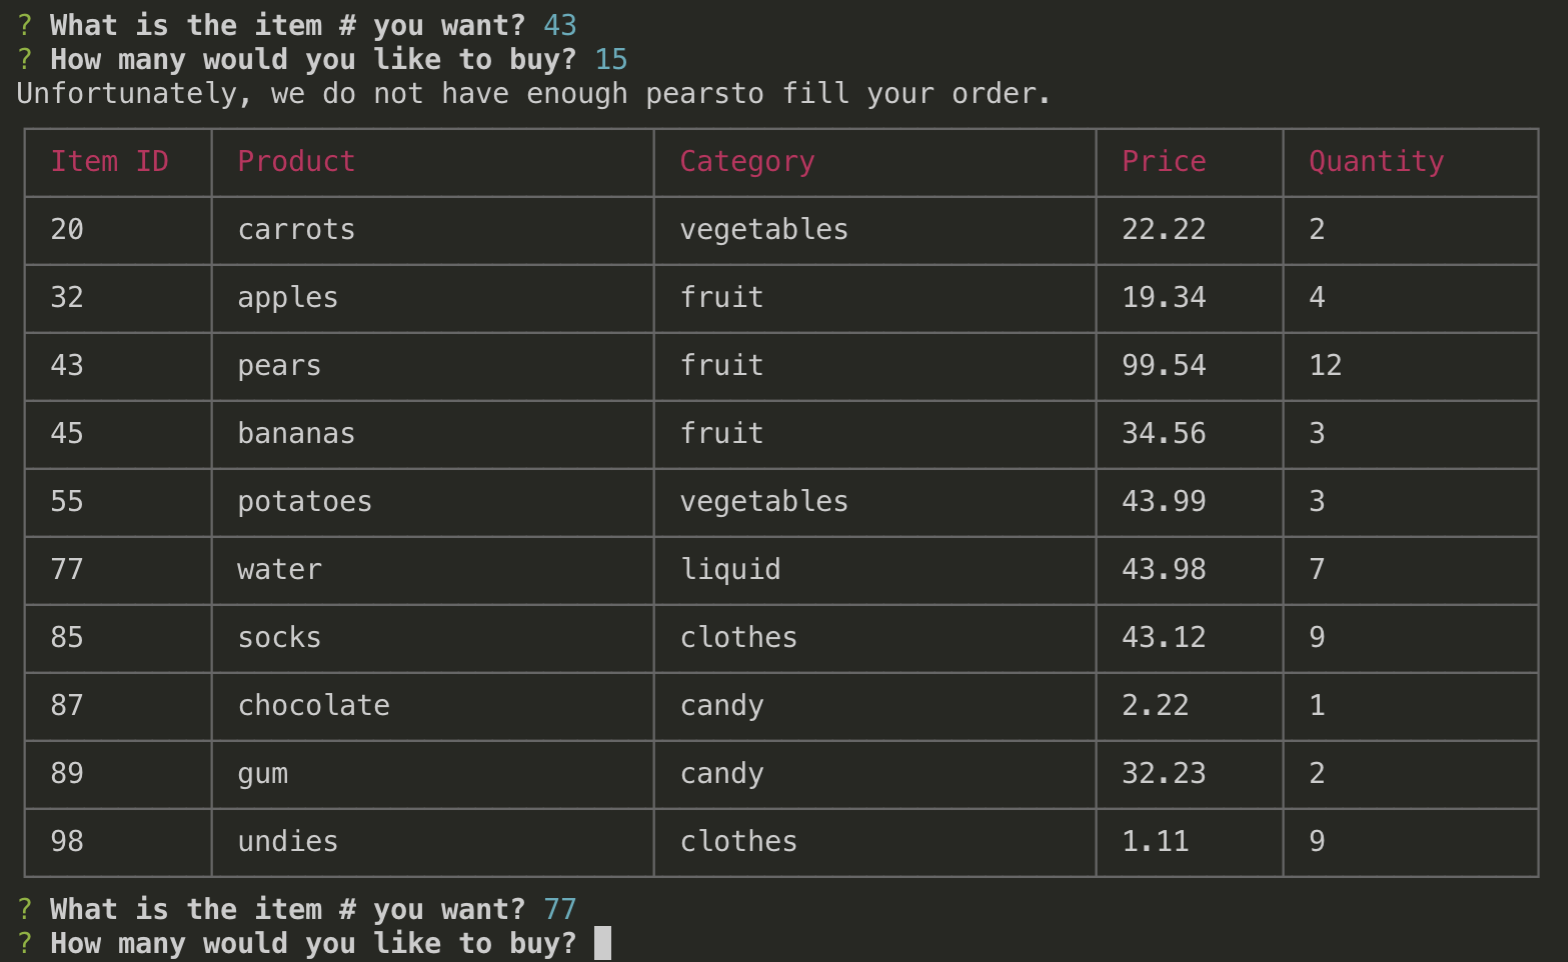 ? What is the item # you want? 43
? How many would you like to buy? 15
Unfortunately, we do not have enough pearsto fill your order.
Item ID Product Category Price Quantity
20 carrots vegetables 22.22 2
32 apples fruit 19.34 4
43 pears fruit 99.54 12
45 bananas fruit 34.56 3
55 potatoes vegetables 43.99 3
77 water liquid 43.98 7
85 socks clothes 43.12 9
87 chocolate candy 2.22 1
89 gum candy 32.23 2
98 undies clothes 1.11 9
? What is the item # you want? 77
? How many would you like to buy?